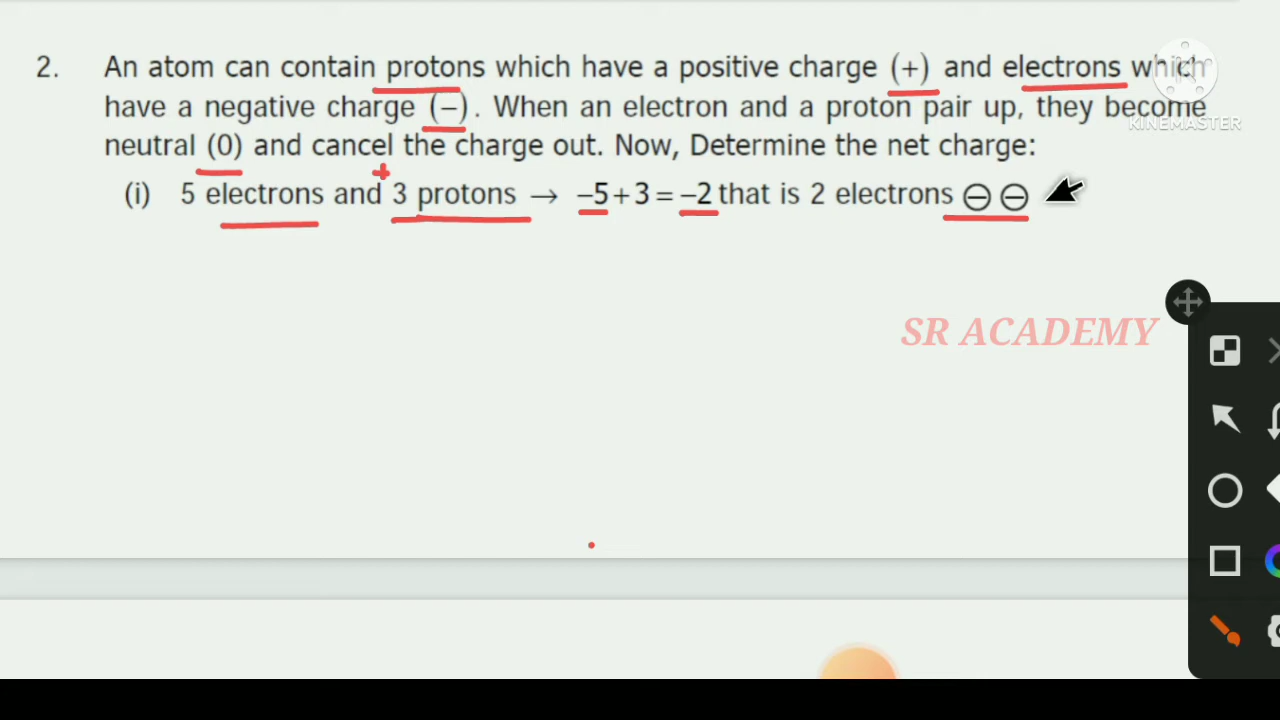 2. An atom can contain protons which have a positive charge (+) and electrons which
have a negative charge (–). When an electron and a proton pair up, they become
KINEMASTER
neutral (0) and cancel the charge out. Now, Determine the net charge:
+
(i) 5 electrons and 3 protons → –5+3=–2 that is 2 electrons ⊖ ⊖
SR ACADEMY